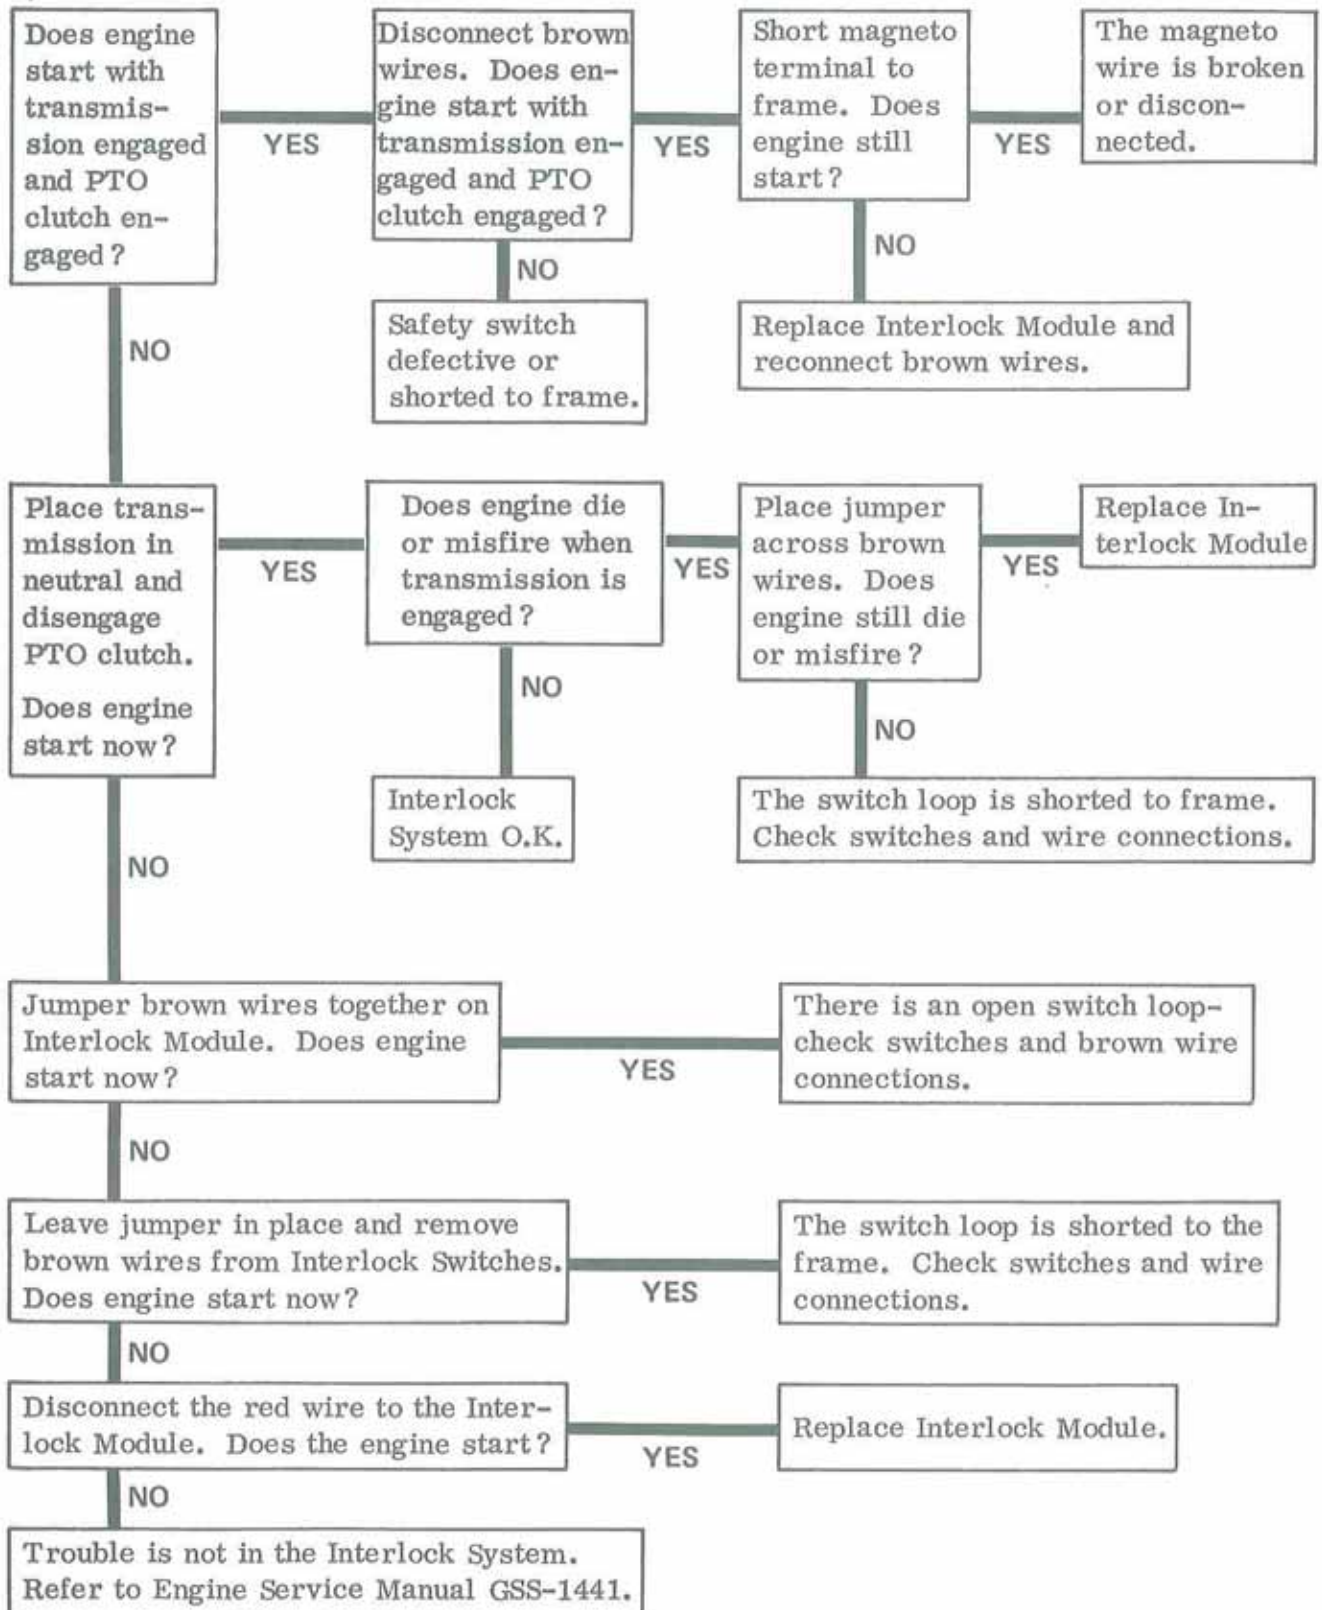 Does engine
start with
transmis-
sion engaged
and PTO
clutch en-
gaged?
YES
Disconnect brown
wires. Does en-
gine start with
transmission en-
gaged and PTO
clutch engaged?
YES
Short magneto
terminal to
frame. Does
engine still
start?
YES
The magneto
wire is broken
or discon-
nected.
NO
Safety switch
defective or
shorted to frame.
NO
Replace Interlock Module and
reconnect brown wires.
NO
Place trans-
mission in
neutral and
disengage
PTO clutch.
Does engine
start now?
YES
Does engine die
or misfire when
transmission is
engaged?
YES
Place jumper
across brown
wires. Does
engine still die
or misfire?
YES
Replace In-
terlock Module
NO
Interlock
System O.K.
NO
The switch loop is shorted to frame.
Check switches and wire connections.
NO
Jumper brown wires together on
Interlock Module. Does engine
start now?
YES
There is an open switch loop-
check switches and brown wire
connections.
NO
Leave jumper in place and remove
brown wires from Interlock Switches.
Does engine start now?
YES
The switch loop is shorted to the
frame. Check switches and wire
connections.
NO
Disconnect the red wire to the Inter-
lock Module. Does the engine start?
YES
Replace Interlock Module.
NO
Trouble is not in the Interlock System.
Refer to Engine Service Manual GSS-1441.